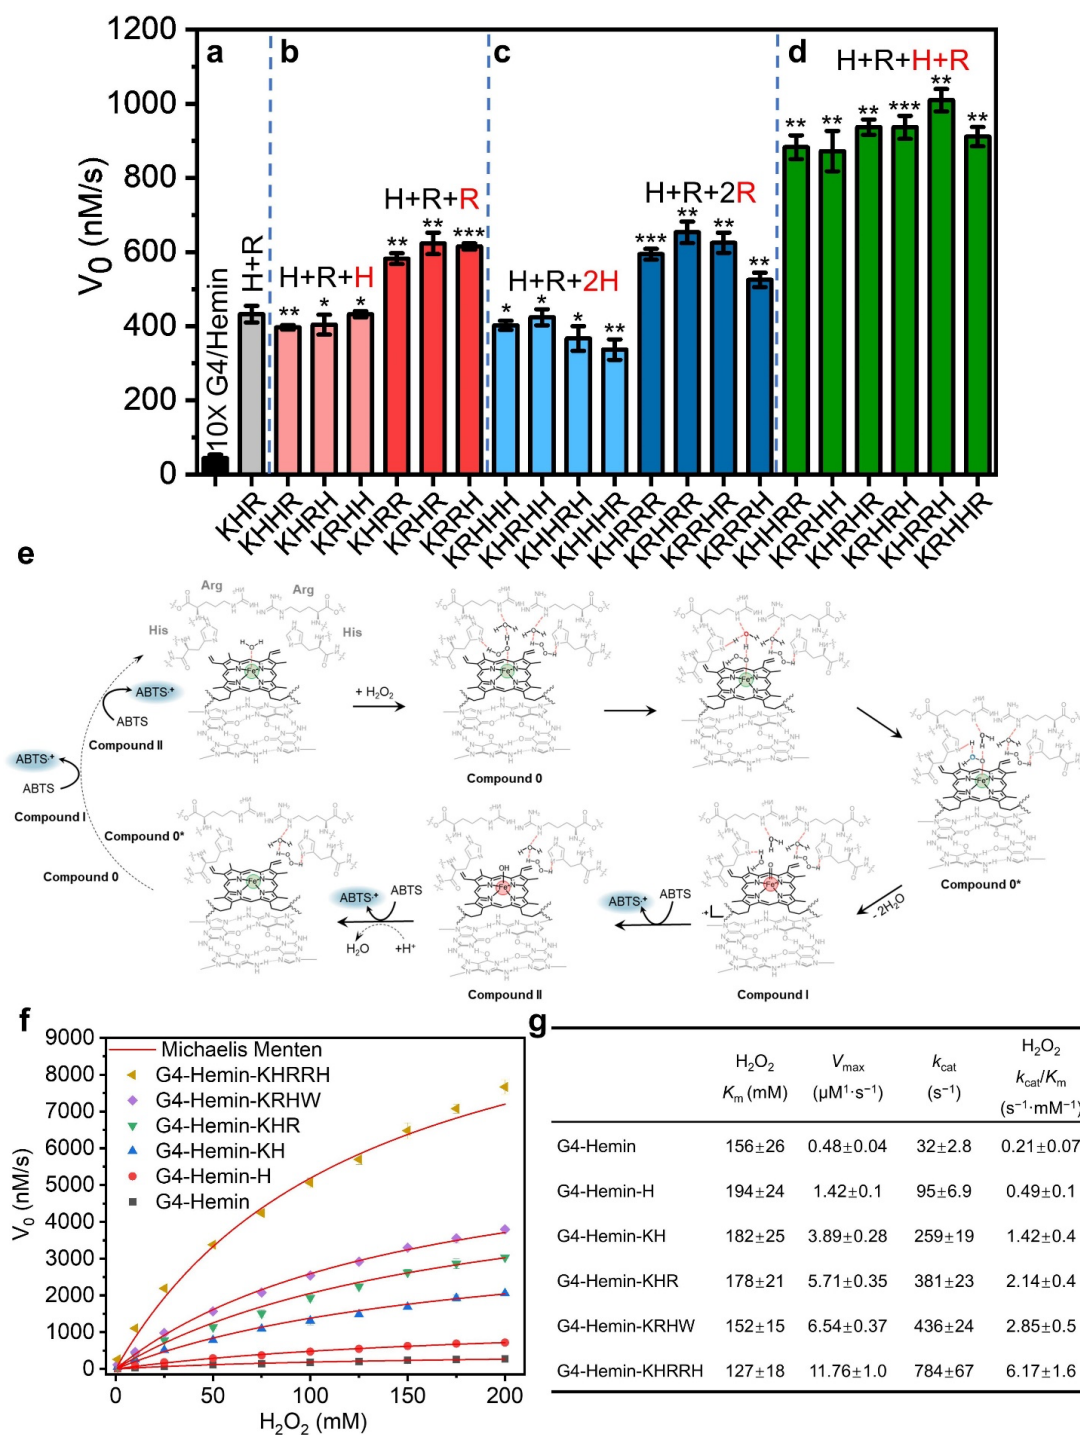 a
b
c
d
1200
1000
800
600
400
200
0
V0 (nM/s)
10X G4/Hemin
H+R
H+R+H
H+R+R
H+R+2H
H+R+2R
H+R+H+R
** * * ** ** *** * * * ** *** ** ** ** ** ** ** *** ** **
KHR KHHR KHRH KRHH KHRR KRHR KRRH KRHHH KHRHH KHHRH KHHHR KHRRR KRHRR KRRHR KRRRH KHHRR KRRHH KHRHR KRHRH KHRRH KRHHR
e
Arg
Arg
His
His
ABTS·+
ABTS
Compound II
ABTS·+
ABTS
Compound I
Compound 0*
Compound 0
+ H2O2
Compound 0
Compound 0*
- 2H2O
Compound I
ABTS·+
ABTS
Compound II
ABTS·+
ABTS
H2O
+H+
f
9000
8000
7000
6000
5000
4000
3000
2000
1000
0
V0 (nM/s)
Michaelis Menten
G4-Hemin-KHRRH
G4-Hemin-KRHW
G4-Hemin-KHR
G4-Hemin-KH
G4-Hemin-H
G4-Hemin
0 50 100 150 200
H2O2 (mM)
g
H2O2 Km (mM)
Vmax (μM1·s−1)
kcat (s−1)
H2O2 kcat/Km (s−1·mM−1)
G4-Hemin 156±26 0.48±0.04 32±2.8 0.21±0.07
G4-Hemin-H 194±24 1.42±0.1 95±6.9 0.49±0.1
G4-Hemin-KH 182±25 3.89±0.28 259±19 1.42±0.4
G4-Hemin-KHR 178±21 5.71±0.35 381±23 2.14±0.4
G4-Hemin-KRHW 152±15 6.54±0.37 436±24 2.85±0.5
G4-Hemin-KHRRH 127±18 11.76±1.0 784±67 6.17±1.6